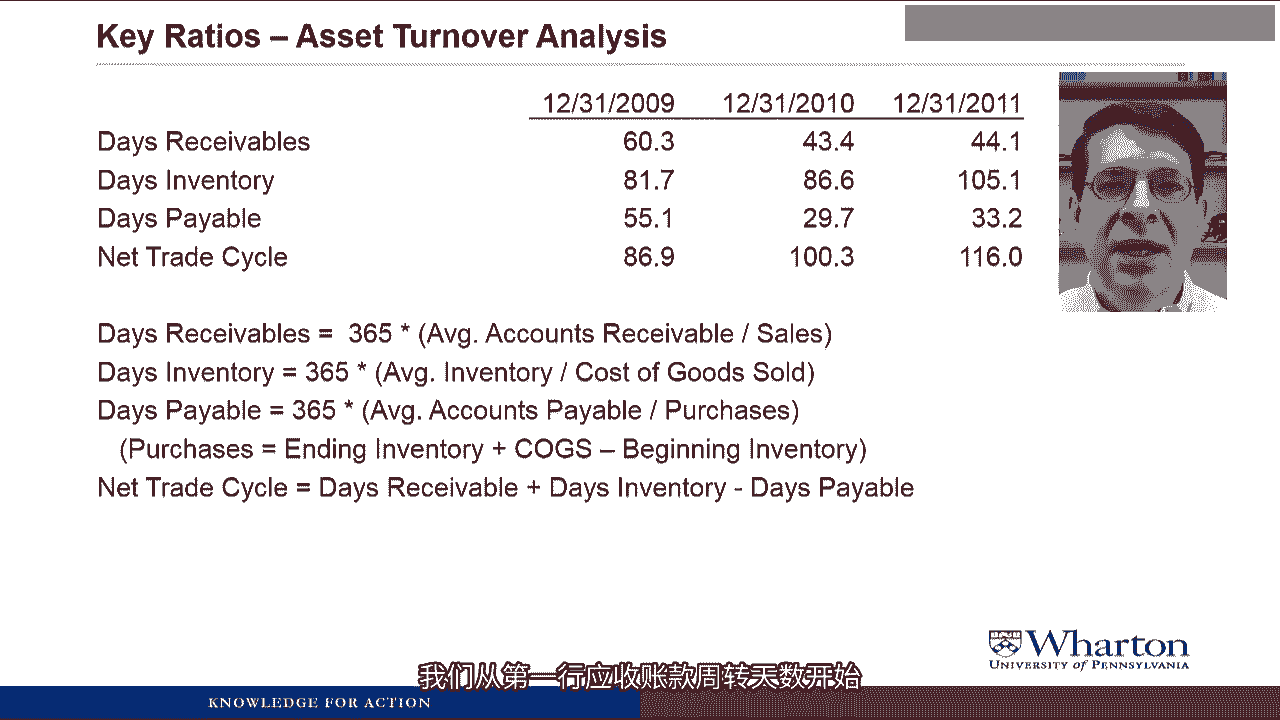 Key Ratios – Asset Turnover Analysis
12/31/2009 12/31/2010 12/31/2011
Days Receivables 60.3 43.4 44.1
Days Inventory 81.7 86.6 105.1
Days Payable 55.1 29.7 33.2
Net Trade Cycle 86.9 100.3 116.0
Days Receivables = 365 * (Avg. Accounts Receivable / Sales)
Days Inventory = 365 * (Avg. Inventory / Cost of Goods Sold)
Days Payable = 365 * (Avg. Accounts Payable / Purchases)
(Purchases = Ending Inventory + COGS – Beginning Inventory)
Net Trade Cycle = Days Receivable + Days Inventory - Days Payable
Wharton
UNIVERSITY of PENNSYLVANIA
我们从第一行应收账款周转天数开始
KNOWLEDGE FOR ACTION